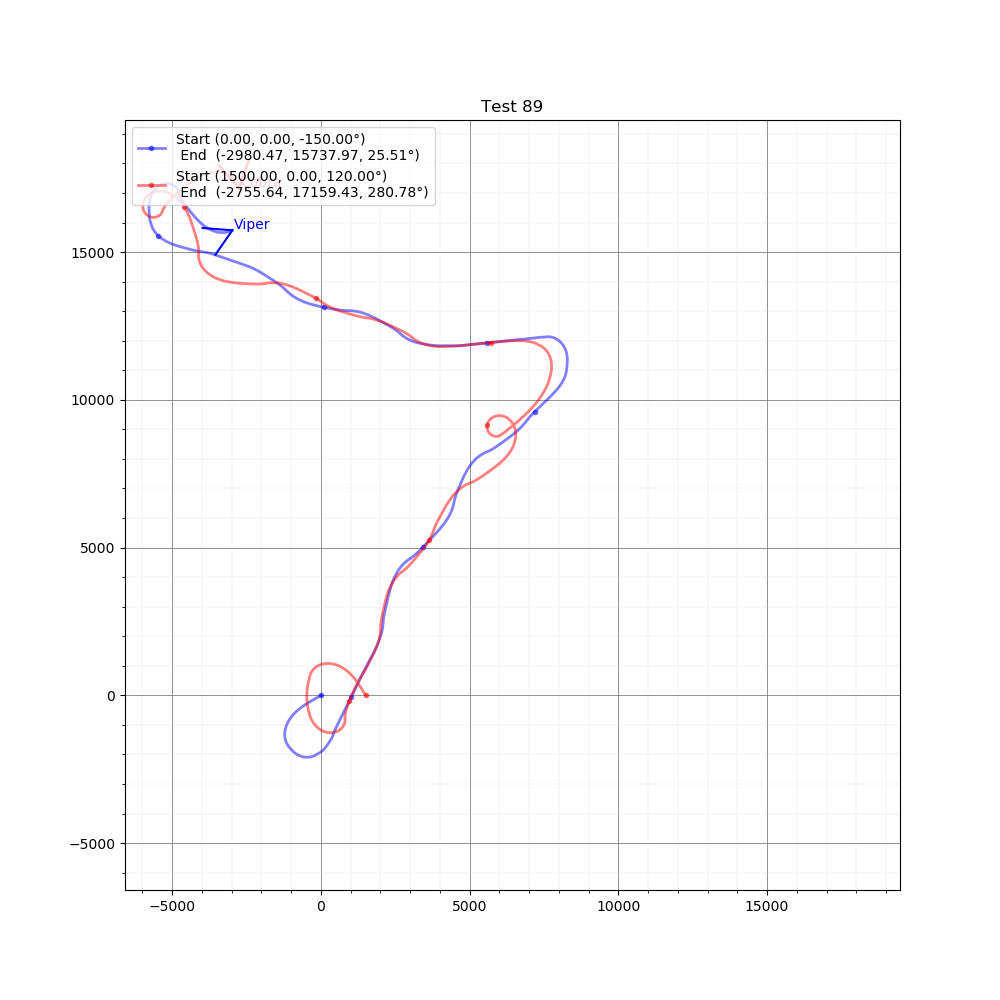 Test 89
Start (0.00, 0.00, -150.00°)
End (-2980.47, 15737.97, 25.51°)
Start (1500.00, 0.00, 120.00°)
End (-2755.64, 17159.43, 280.78°)
Viper
15000
10000
5000
0
−5000
−5000
0
5000
10000
15000